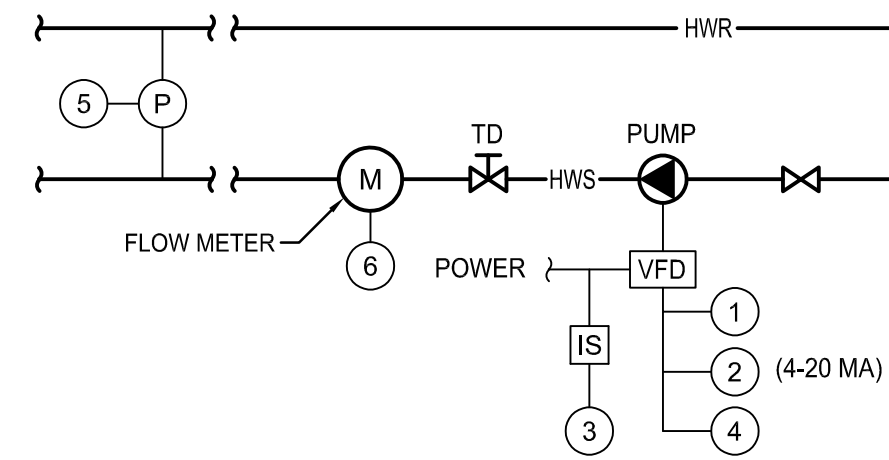 HWR
5
P
TD
PUMP
M
HWS
FLOW METER
6
POWER
VFD
1
IS
2
(4-20 MA)
3
4